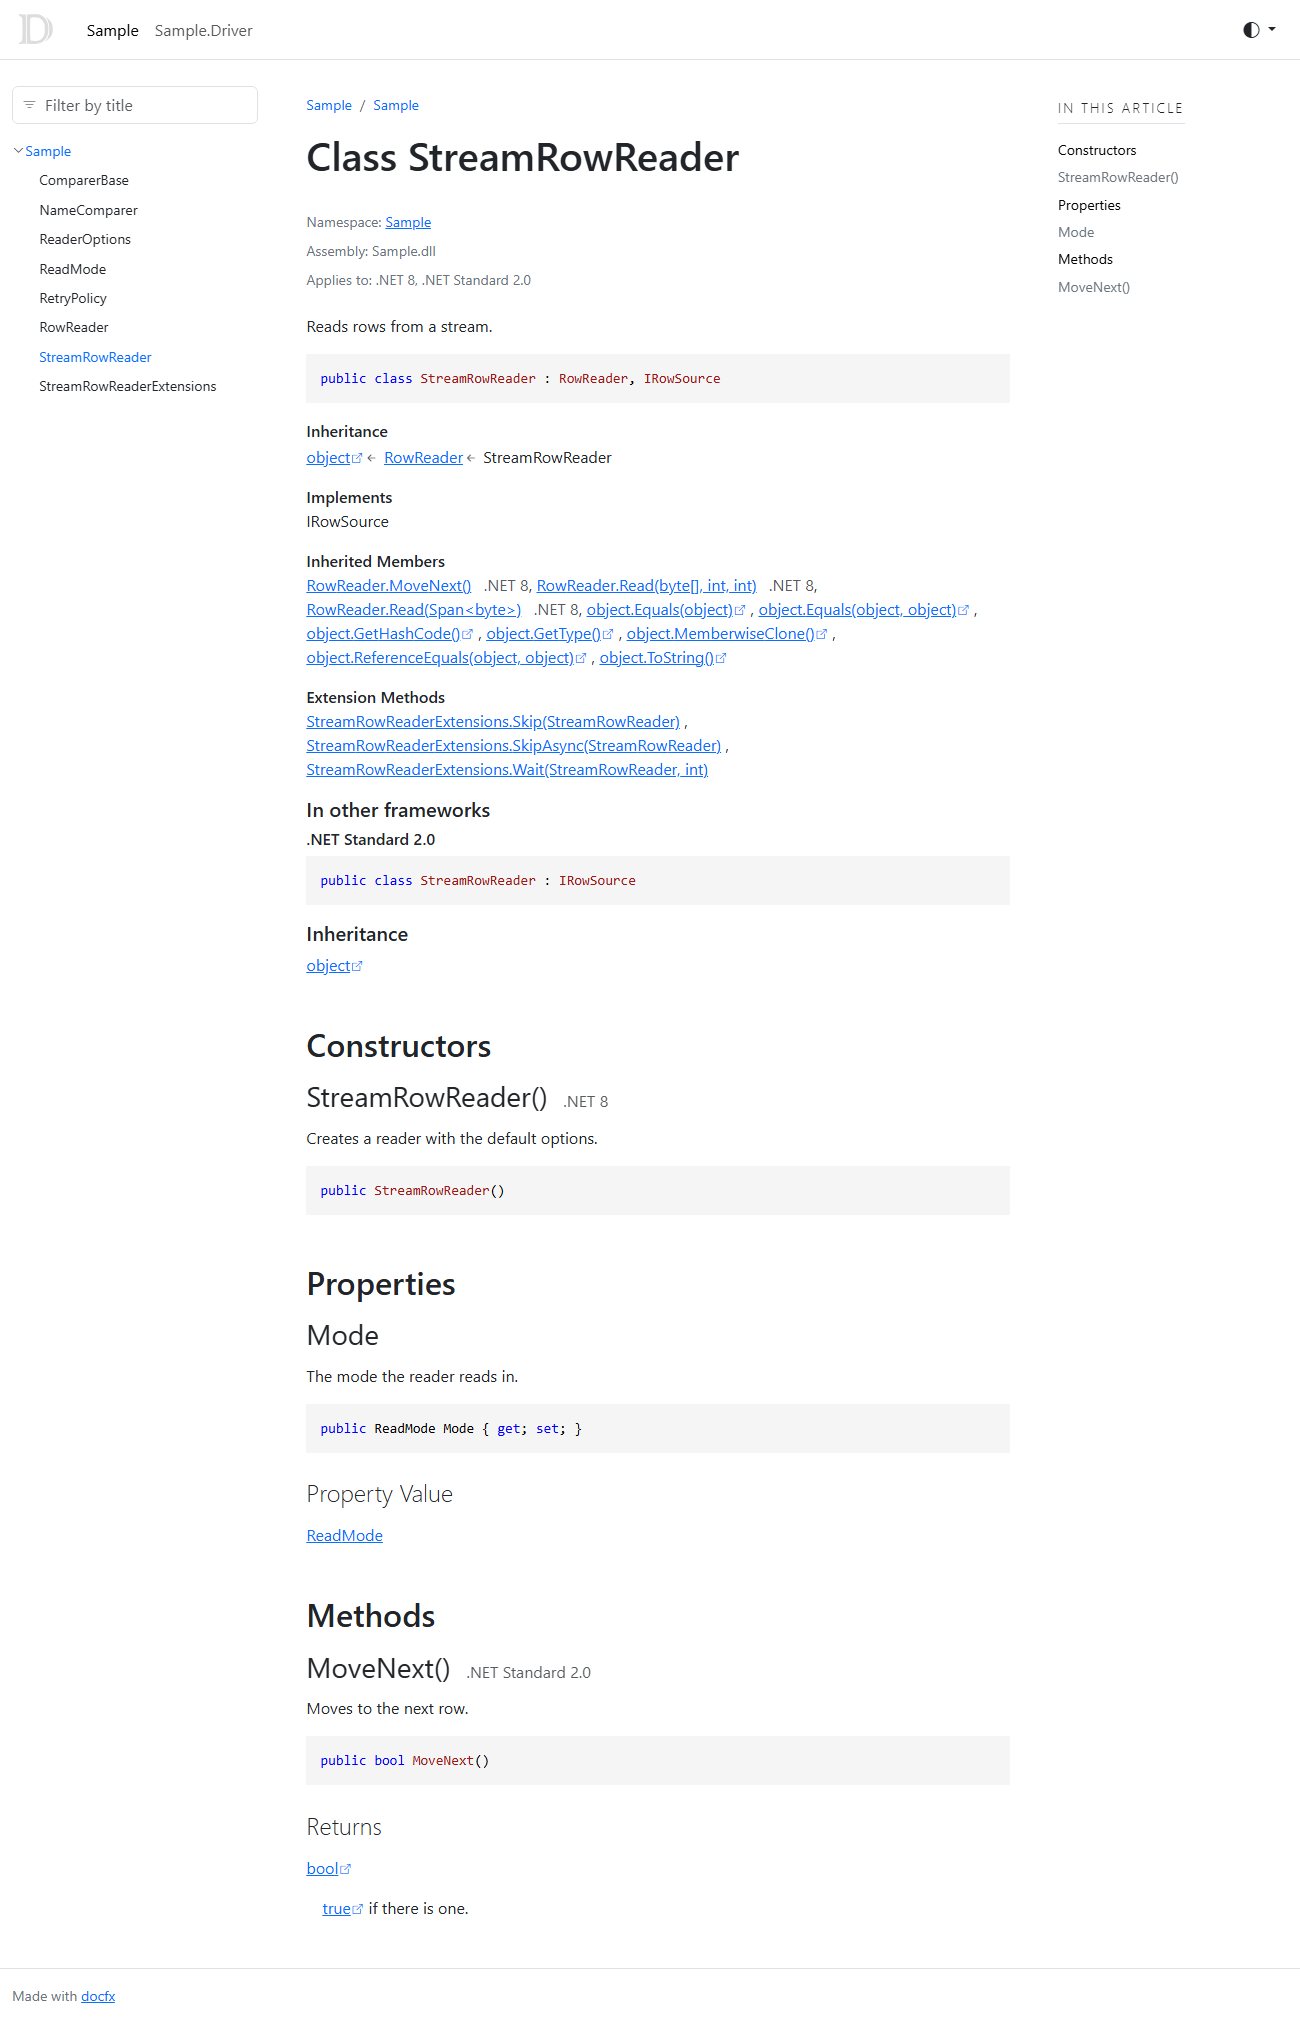 D
Sample Sample.Driver
Filter by title
Sample
ComparerBase
NameComparer
ReaderOptions
ReadMode
RetryPolicy
RowReader
StreamRowReader
StreamRowReaderExtensions
Sample / Sample
Class StreamRowReader
Namespace: Sample
Assembly: Sample.dll
Applies to: .NET 8, .NET Standard 2.0
Reads rows from a stream.
public class StreamRowReader : RowReader, IRowSource
Inheritance
object ← RowReader ← StreamRowReader
Implements
IRowSource
Inherited Members
RowReader.MoveNext() .NET 8, RowReader.Read(byte[], int, int) .NET 8,
RowReader.Read(Span<byte>) .NET 8, object.Equals(object) , object.Equals(object, object) ,
object.GetHashCode() , object.GetType() , object.MemberwiseClone() ,
object.ReferenceEquals(object, object) , object.ToString()
Extension Methods
StreamRowReaderExtensions.Skip(StreamRowReader) ,
StreamRowReaderExtensions.SkipAsync(StreamRowReader) ,
StreamRowReaderExtensions.Wait(StreamRowReader, int)
In other frameworks
.NET Standard 2.0
public class StreamRowReader : IRowSource
Inheritance
object
Constructors
StreamRowReader() .NET 8
Creates a reader with the default options.
public StreamRowReader()
Properties
Mode
The mode the reader reads in.
public ReadMode Mode { get; set; }
Property Value
ReadMode
Methods
MoveNext() .NET Standard 2.0
Moves to the next row.
public bool MoveNext()
Returns
bool
true if there is one.
IN THIS ARTICLE
Constructors
StreamRowReader()
Properties
Mode
Methods
MoveNext()
Made with docfx